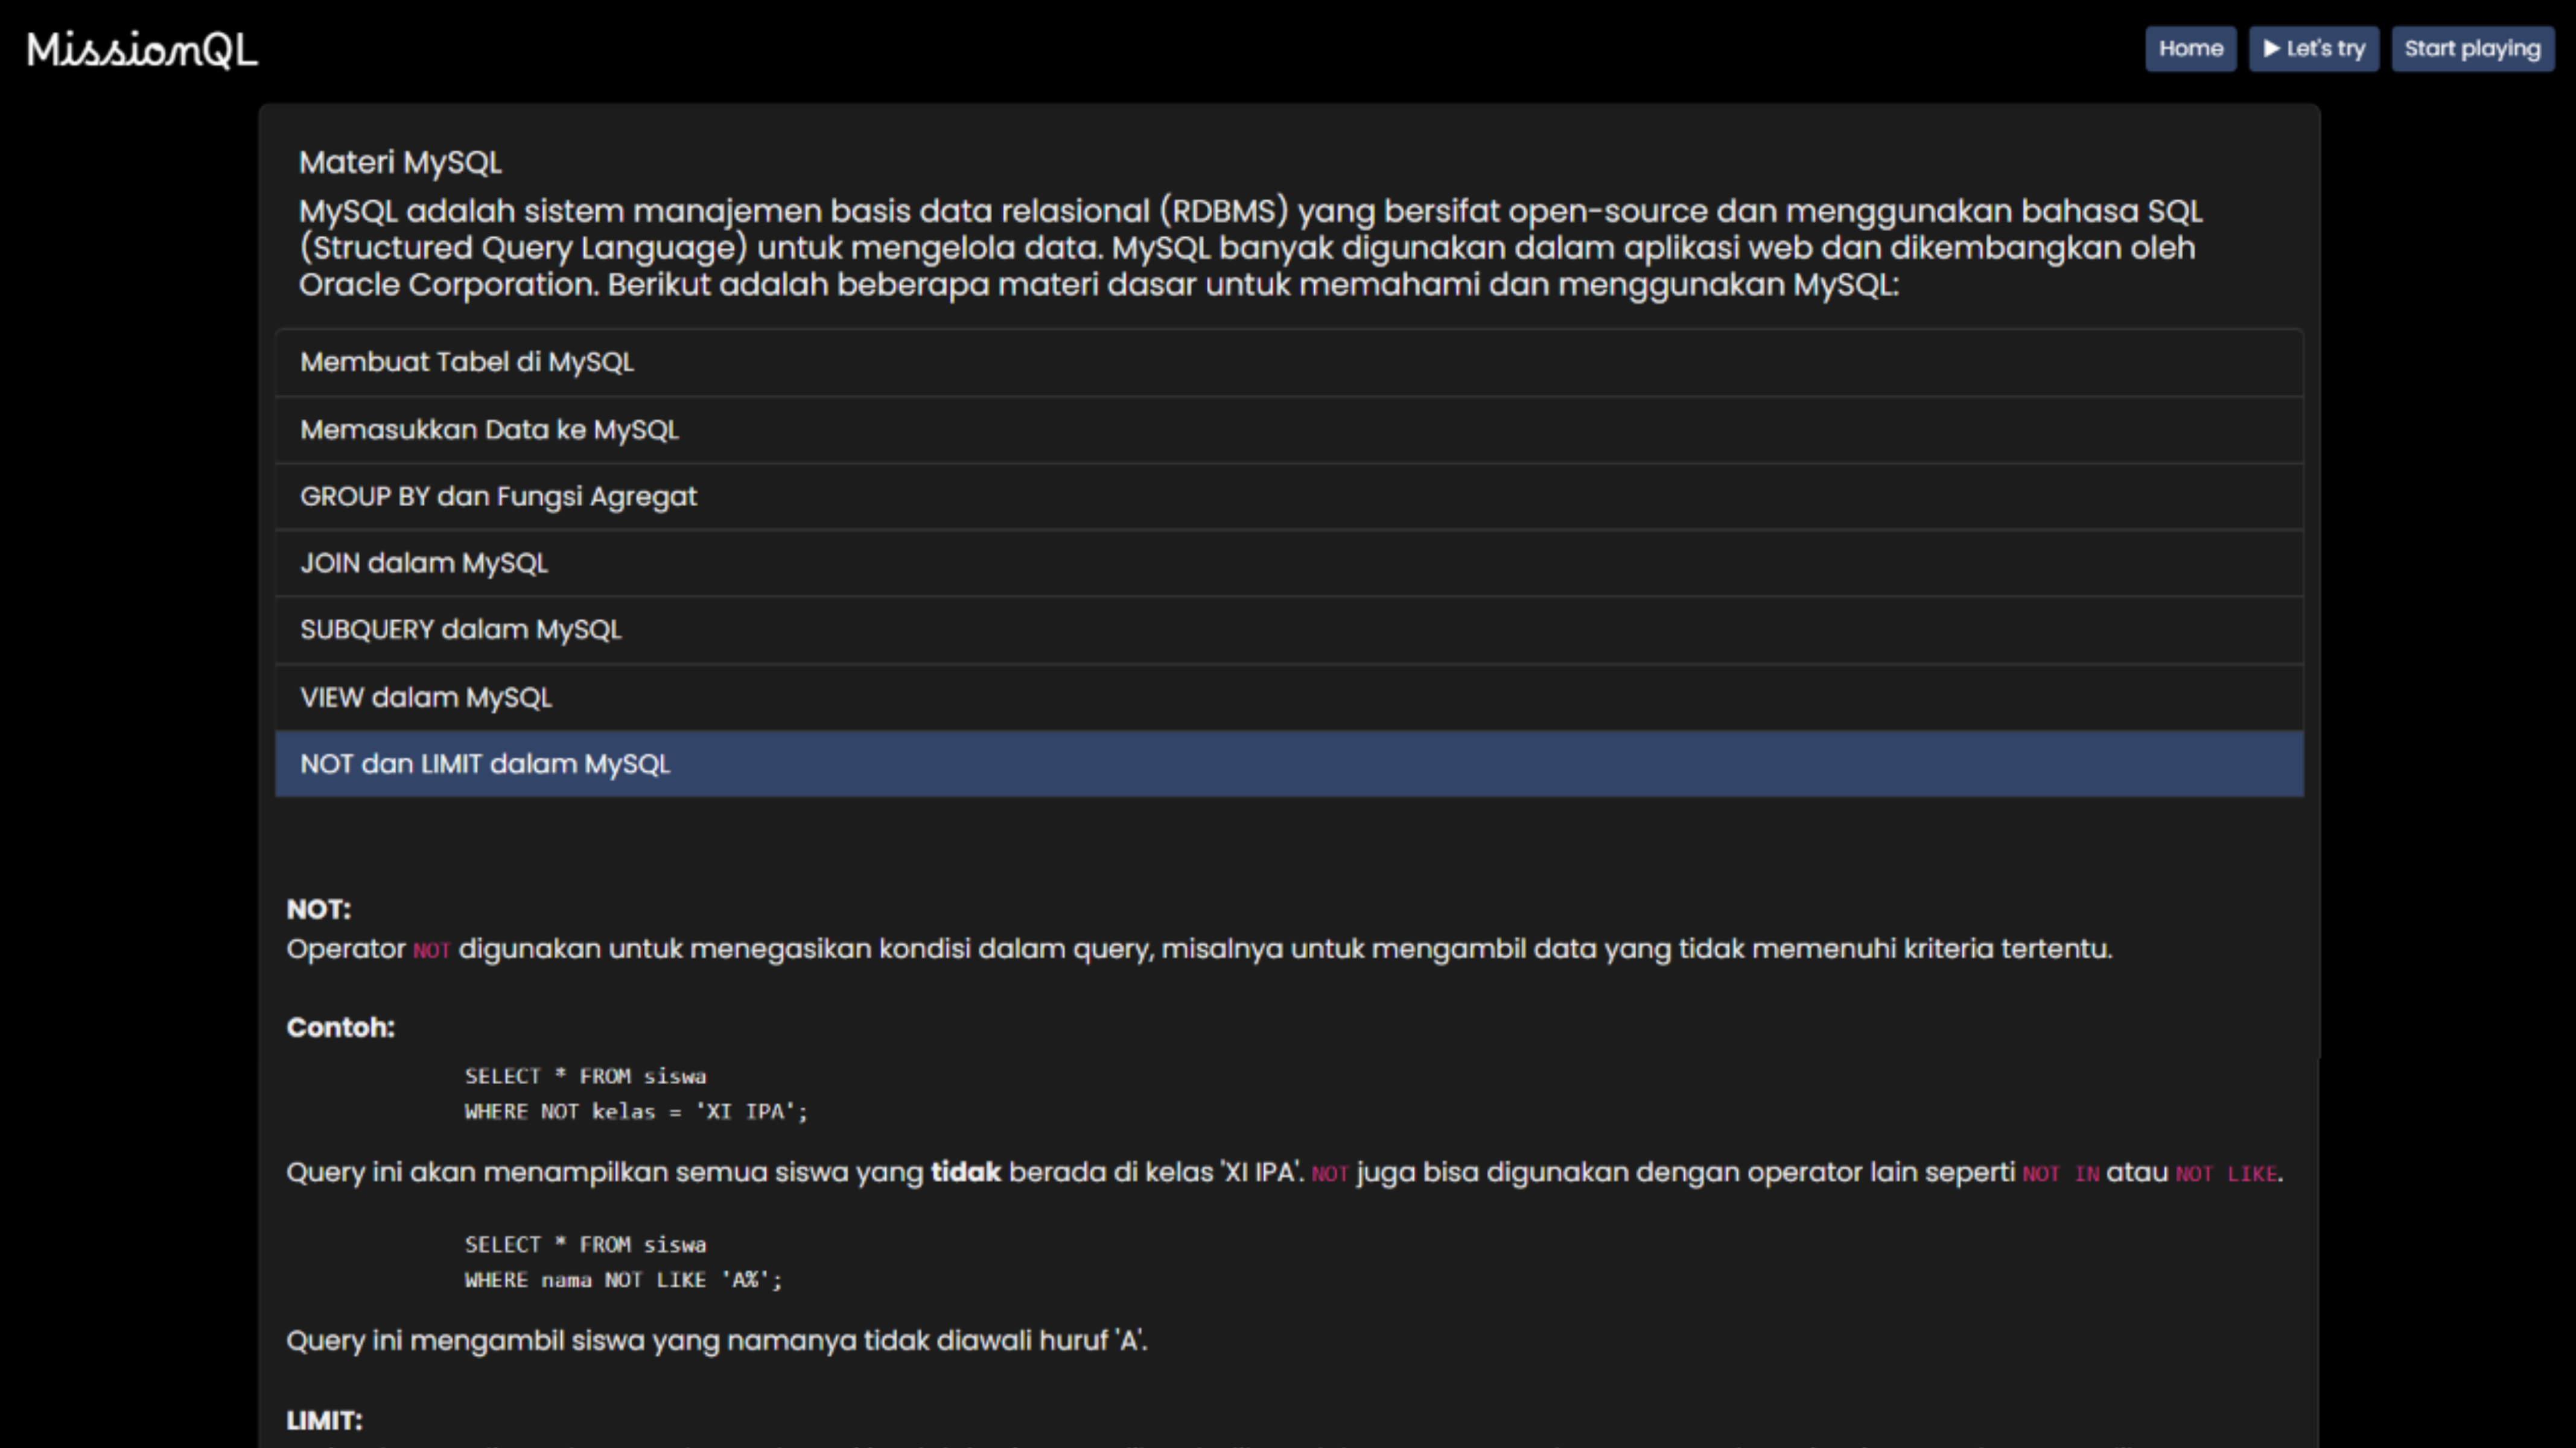 MissionQL
Home
▶ Let's try
Start playing
Materi MySQL
MySQL adalah sistem manajemen basis data relasional (RDBMS) yang bersifat open-source dan menggunakan bahasa SQL
(Structured Query Language) untuk mengelola data. MySQL banyak digunakan dalam aplikasi web dan dikembangkan oleh
Oracle Corporation. Berikut adalah beberapa materi dasar untuk memahami dan menggunakan MySQL:
Membuat Tabel di MySQL
Memasukkan Data ke MySQL
GROUP BY dan Fungsi Agregat
JOIN dalam MySQL
SUBQUERY dalam MySQL
VIEW dalam MySQL
NOT dan LIMIT dalam MySQL
NOT:
Operator NOT digunakan untuk menegasikan kondisi dalam query, misalnya untuk mengambil data yang tidak memenuhi kriteria tertentu.
Contoh:
SELECT * FROM siswa
WHERE NOT kelas = 'XI IPA';
Query ini akan menampilkan semua siswa yang tidak berada di kelas 'XI IPA'. NOT juga bisa digunakan dengan operator lain seperti NOT IN atau NOT LIKE.
SELECT * FROM siswa
WHERE nama NOT LIKE 'A%';
Query ini mengambil siswa yang namanya tidak diawali huruf 'A'.
LIMIT: